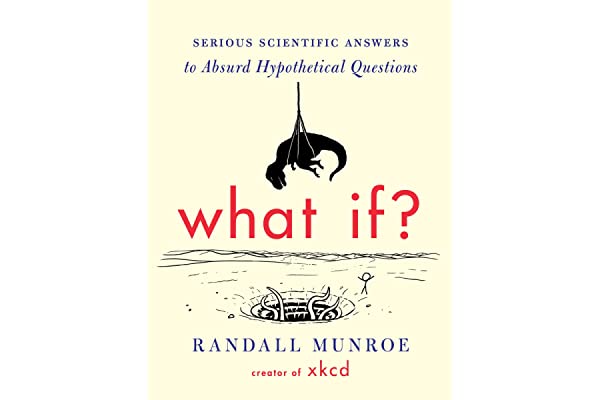 SERIOUS SCIENTIFIC ANSWERS
to Absurd Hypothetical Questions
what if?
RANDALL MUNROE
creator of xkcd